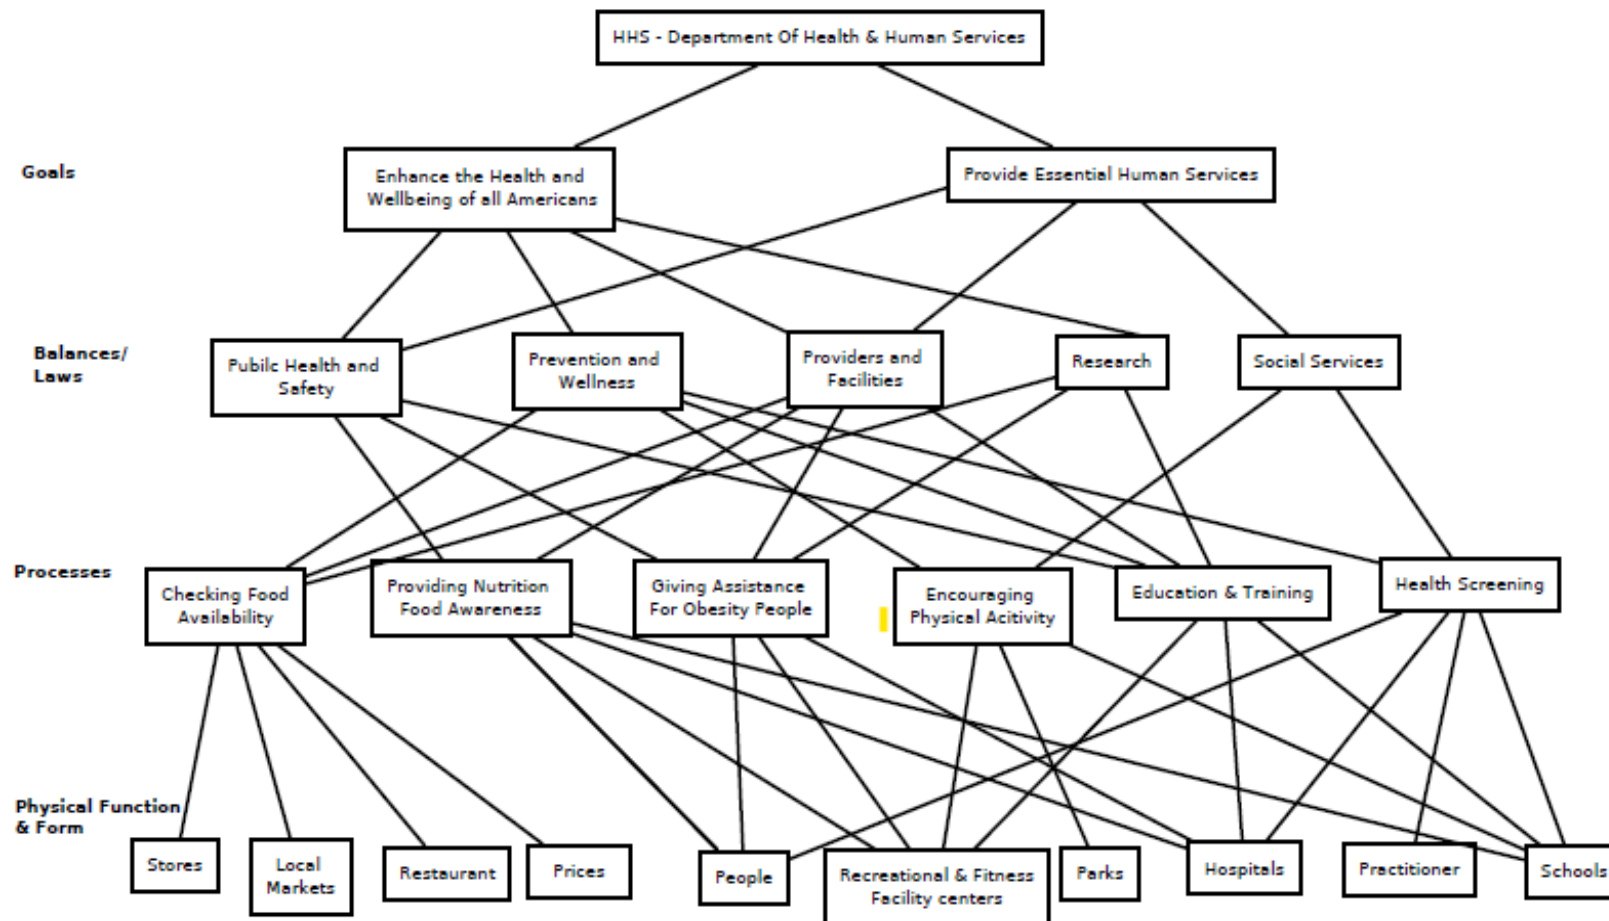 HHS - Department Of Health & Human Services
Goals
Enhance the Health and
Wellbeing of all Americans
Provide Essential Human Services
Balances/
Laws
Pubilc Health and
Safety
Prevention and
Wellness
Providers and
Facilities
Research
Social Services
Processes
Checking Food
Availability
Providing Nutrition
Food Awareness
Giving Assistance
For Obesity People
Encouraging
Physical Acitivity
Education & Training
Health Screening
Physical Function
& Form
Stores
Local
Markets
Restaurant
Prices
People
Recreational & Fitness
Facility centers
Parks
Hospitals
Practitioner
Schools